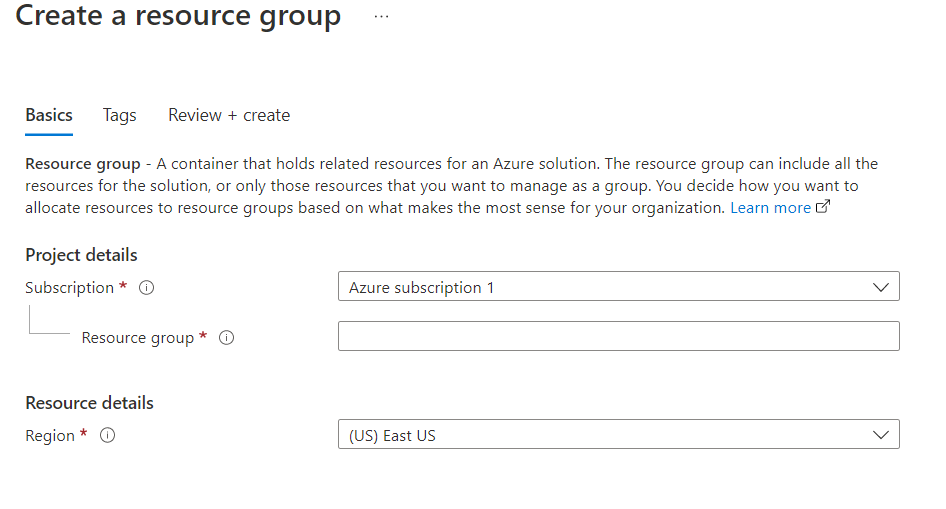 Create a resource group ...
Basics Tags Review + create
Resource group - A container that holds related resources for an Azure solution. The resource group can include all the
resources for the solution, or only those resources that you want to manage as a group. You decide how you want to
allocate resources to resource groups based on what makes the most sense for your organization. Learn more
Project details
Subscription * Azure subscription 1
Resource group *
Resource details
Region * (US) East US